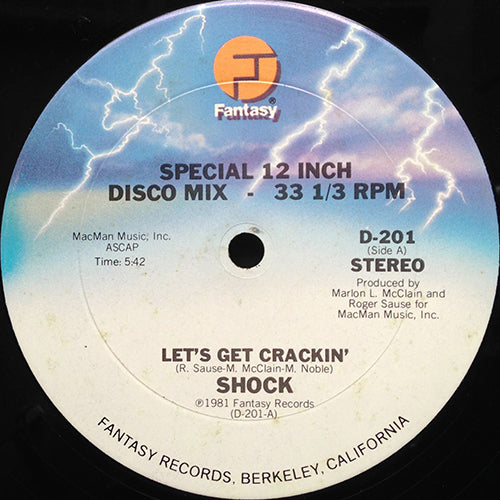 F
Fantasy®
SPECIAL 12 INCH
DISCO MIX - 33 1/3 RPM
MacMan Music, Inc.
ASCAP
Time: 5:42
D-201
(Side A)
STEREO
Produced by
Marlon L. McClain and
Roger Sause for
MacMan Music, Inc.
LET'S GET CRACKIN'
(R. Sause-M. McClain-M. Noble)
SHOCK
℗1981 Fantasy Records
(D-201-A)
FANTASY RECORDS, BERKELEY, CALIFORNIA